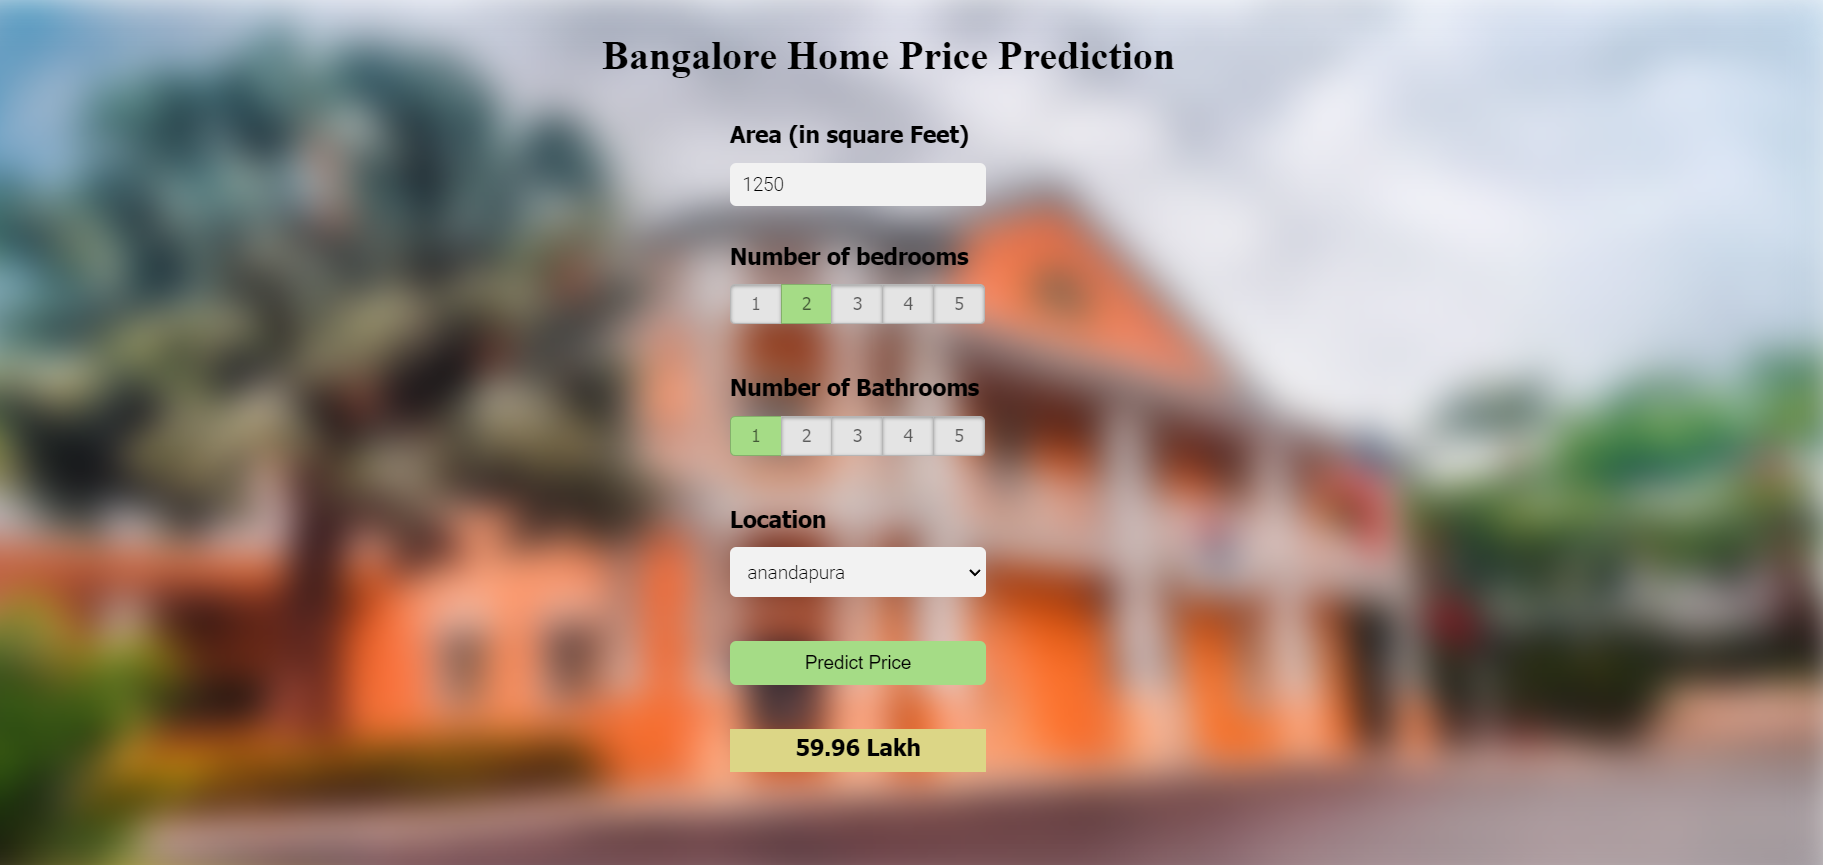 Bangalore Home Price Prediction
Area (in square Feet)
1250
Number of bedrooms
1 2 3 4 5
Number of Bathrooms
1 2 3 4 5
Location
anandapura
Predict Price
59.96 Lakh